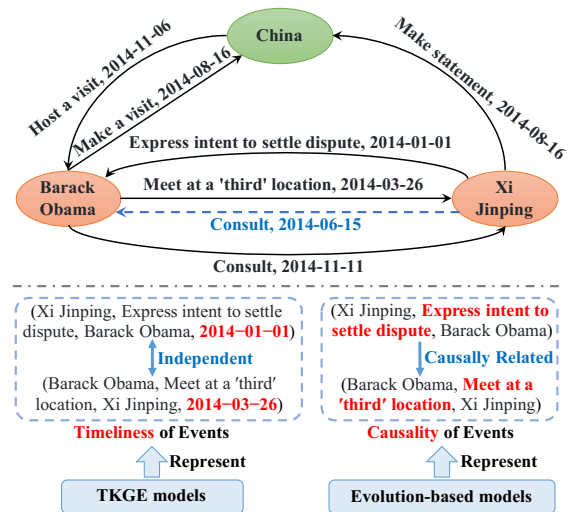 China
Host a visit, 2014-11-06
Make a visit, 2014-08-16
Make statement, 2014-08-16
Express intent to settle dispute, 2014-01-01
Barack
Obama
Meet at a 'third' location, 2014-03-26
Xi
Jinping
Consult, 2014-06-15
Consult, 2014-11-11
(Xi Jinping, Express intent to settle
dispute, Barack Obama, 2014−01−01)
Independent
(Barack Obama, Meet at a 'third'
location, Xi Jinping, 2014−03−26)
Timeliness of Events
Represent
TKGE models
(Xi Jinping, Express intent to
settle dispute, Barack Obama)
Causally Related
(Barack Obama, Meet at a
'third' location, Xi Jinping)
Causality of Events
Represent
Evolution-based models